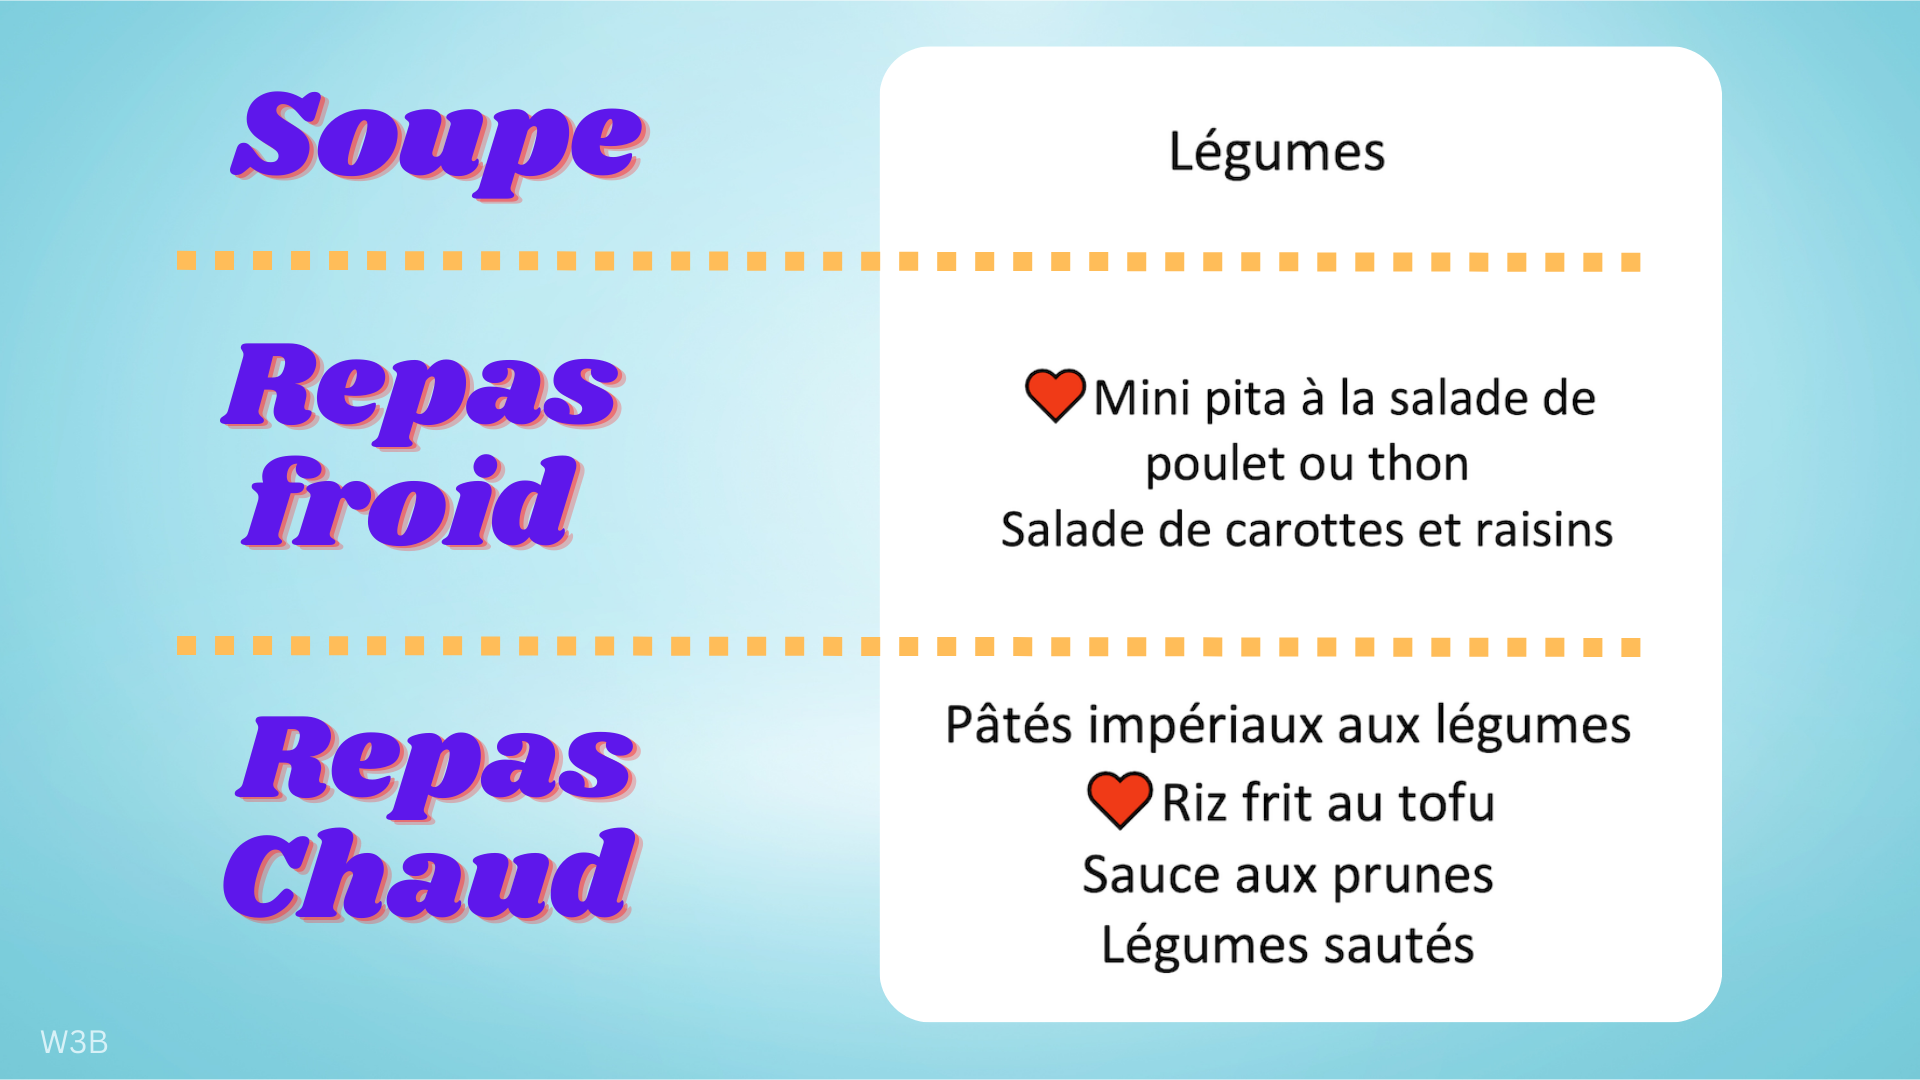 Soupe
Légumes
Repas
froid
Mini pita à la salade de
poulet ou thon
Salade de carottes et raisins
Repas
Chaud
Pâtés impériaux aux légumes
Riz frit au tofu
Sauce aux prunes
Légumes sautés
W3B